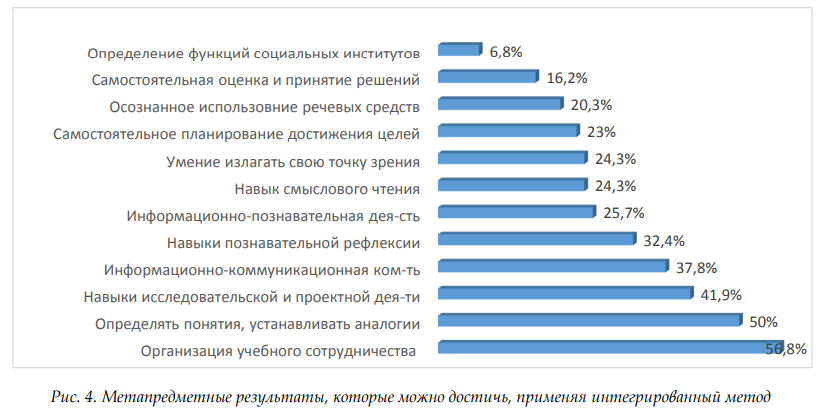 Определение функций социальных институтов 6,8%
Самостоятельная оценка и принятие решений 16,2%
Осознанное использовние речевых средств 20,3%
Самостоятельное планирование достижения целей 23%
Умение излагать свою точку зрения 24,3%
Навык смыслового чтения 24,3%
Информационно-познавательная дея-сть 25,7%
Навыки познавательной рефлексии 32,4%
Информационно-коммуникационная ком-ть 37,8%
Навыки исследовательской и проектной дея-ти 41,9%
Определять понятия, устанавливать аналогии 50%
Организация учебного сотрудничества 56,8%
Рис. 4. Метапредметные результаты, которые можно достичь, применяя интегрированный метод